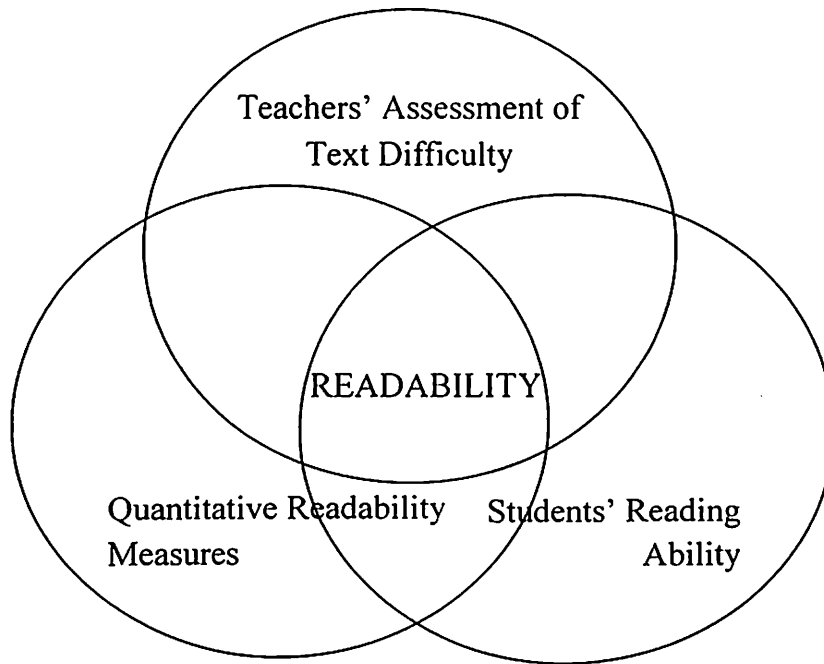 Teachers' Assessment of
Text Difficulty
READABILITY
Quantitative Readability
Measures
Students' Reading
Ability